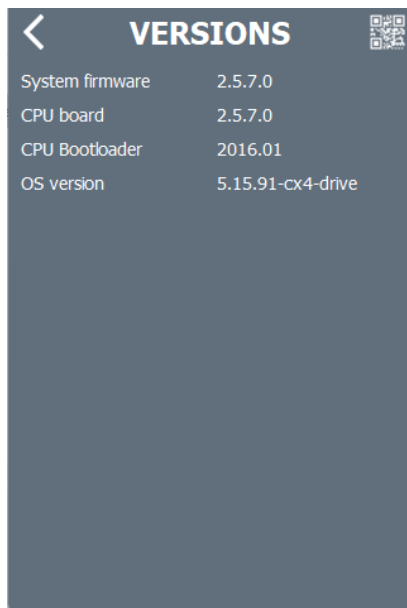 VERSIONS
System firmware 2.5.7.0
CPU board 2.5.7.0
CPU Bootloader 2016.01
OS version 5.15.91-cx4-drive